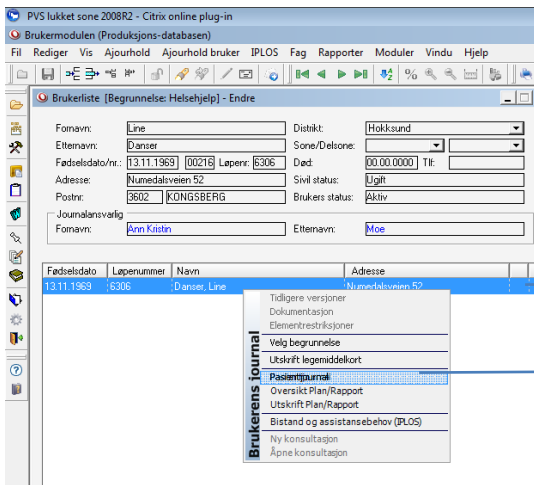 PVS lukket sone 2008R2 - Citrix online plug-in
Brukermodulen (Produksjons-databasen)
Fil Rediger Vis Ajourhold Ajourhold bruker IPLOS Fag Rapporter Moduler Vindu Hjelp
Brukerliste [Begrunnelse: Helsehjelp] - Endre
Fornavn: Line Distrikt: Hokksund
Etternavn: Danser Sone/Delsone:
Fødselsdato/nr.: 13.11.1969 00216 Løpenr: 6306 Død: 00.00.0000 Tlf:
Adresse: Numedalsveien 52 Sivil status: Ugift
Postnr: 3602 KONGSBERG Brukers status: Aktiv
Journalansvarlig
Fornavn: Ann Kristin Etternavn: Moe
Fødselsdato Løpenummer Navn Adresse
13.11.1969 6306 Danser, Line Numedalsveien 52
Brukerens journal
Tidligere versjoner
Dokumentasjon
Elementrestriksjoner
Velg begrunnelse
Utskrift legemiddelkort
Pasientjournal
Oversikt Plan/Rapport
Utskrift Plan/Rapport
Bistand og assistansebehov (IPLOS)
Ny konsultasjon
Åpne konsultasjon